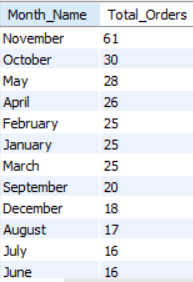 Month_Name Total_Orders
November 61
October 30
May 28
April 26
February 25
January 25
March 25
September 20
December 18
August 17
July 16
June 16